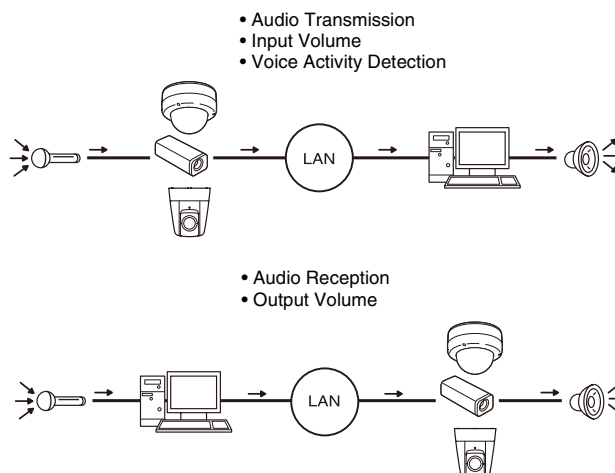 • Audio Transmission
• Input Volume
• Voice Activity Detection
LAN
• Audio Reception
• Output Volume
LAN